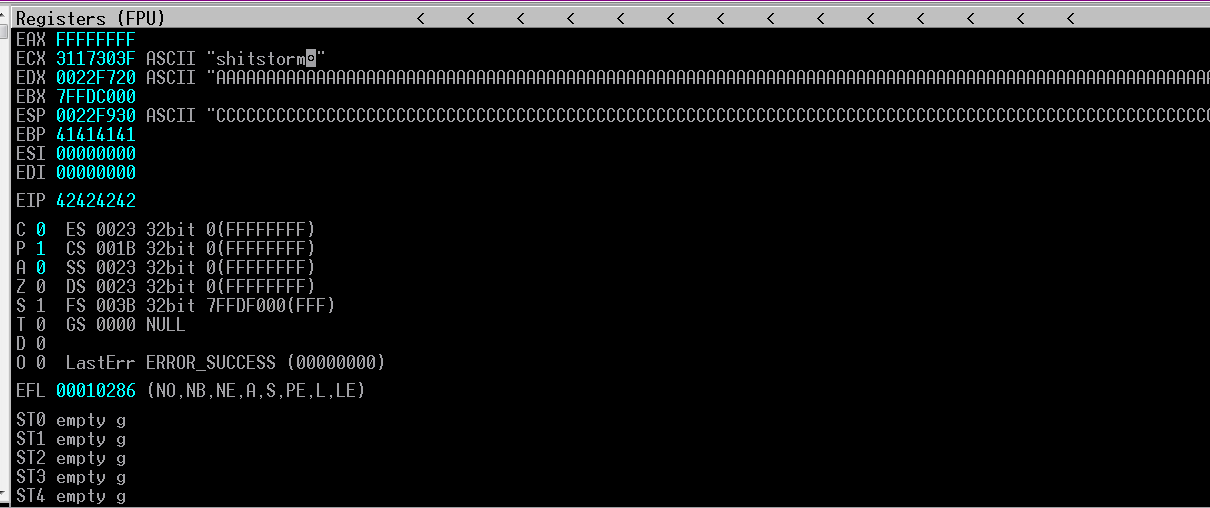 Registers (FPU) < < < < < < < < < < < < < <
EAX FFFFFFFF
ECX 3117303F ASCII "shitstorm◘"
EDX 0022F720 ASCII "AAAAAAAAAAAAAAAAAAAAAAAAAAAAAAAAAAAAAAAAAAAAAAAAAAAAAAAAAAAAAAAAAAAAAAAAAAAAAAAAAAAAAAAAAAAAAAAAAAA
EBX 7FFDC000
ESP 0022F930 ASCII "CCCCCCCCCCCCCCCCCCCCCCCCCCCCCCCCCCCCCCCCCCCCCCCCCCCCCCCCCCCCCCCCCCCCCCCCCCCCCCCCCCCCCCCCCCCCCCCCCCC
EBP 41414141
ESI 00000000
EDI 00000000
EIP 42424242
C 0 ES 0023 32bit 0(FFFFFFFF)
P 1 CS 001B 32bit 0(FFFFFFFF)
A 0 SS 0023 32bit 0(FFFFFFFF)
Z 0 DS 0023 32bit 0(FFFFFFFF)
S 1 FS 003B 32bit 7FFDF000(FFF)
T 0 GS 0000 NULL
D 0
O 0 LastErr ERROR_SUCCESS (00000000)
EFL 00010286 (NO,NB,NE,A,S,PE,L,LE)
ST0 empty g
ST1 empty g
ST2 empty g
ST3 empty g
ST4 empty g